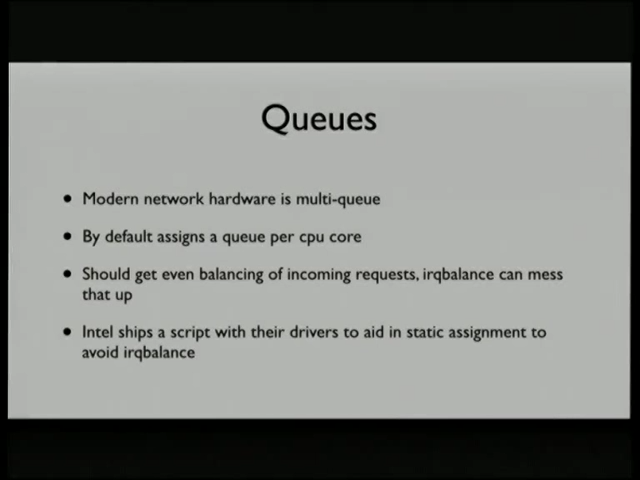 Queues
• Modern network hardware is multi-queue
• By default assigns a queue per cpu core
• Should get even balancing of incoming requests, irqbalance can mess
that up
• Intel ships a script with their drivers to aid in static assignment to
avoid irqbalance